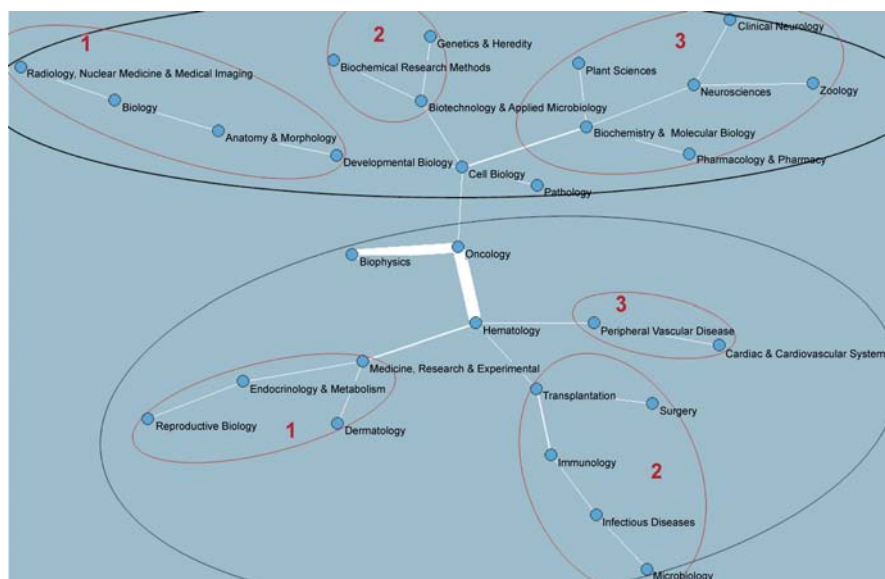 Clinical Neurology
1
2
3
Genetics & Heredity
Radiology, Nuclear Medicine & Medical Imaging
Biochemical Research Methods
Plant Sciences
Neurosciences
Zoology
Biology
Biotechnology & Applied Microbiology
Anatomy & Morphology
Biochemistry & Molecular Biology
Developmental Biology
Pharmacology & Pharmacy
Cell Biology
Pathology
Oncology
Biophysics
3
Hematology
Peripheral Vascular Disease
Cardiac & Cardiovascular System
Medicine, Research & Experimental
Endocrinology & Metabolism
Transplantation
Surgery
Reproductive Biology
1
Dermatology
Immunology
2
Infectious Diseases
Microbiology